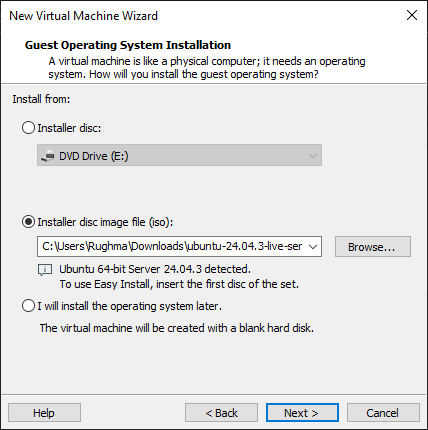 New Virtual Machine Wizard
Guest Operating System Installation
A virtual machine is like a physical computer; it needs an operating
system. How will you install the guest operating system?
Install from:
Installer disc:
DVD Drive (E:)
Installer disc image file (iso):
C:\Users\Rughma\Downloads\ubuntu-24.04.3-live-ser
Browse...
Ubuntu 64-bit Server 24.04.3 detected.
To use Easy Install, insert the first disc of the set.
I will install the operating system later.
The virtual machine will be created with a blank hard disk.
Help
< Back
Next >
Cancel